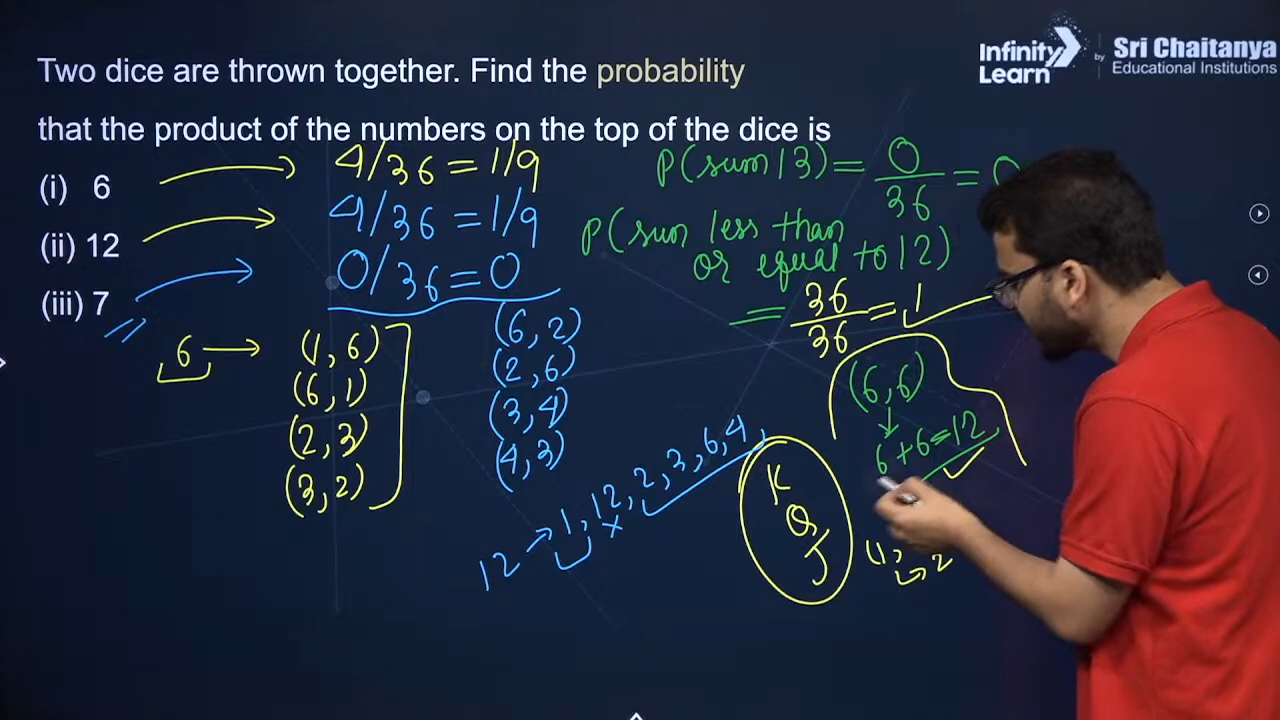 Two dice are thrown together. Find the probability
that the product of the numbers on the top of the dice is
(i) 6
(ii) 12
(iii) 7
4/36 = 1/9
4/36 = 1/9
0/36 = 0
6
(1, 6)
(6, 1)
(2, 3)
(3, 2)
(6, 2)
(2, 6)
(3, 4)
(4, 3)
12 → 1, 12, 2, 3, 6, 4,
x
P(sum 13) = 0/36 = 0
P(sum less than
or equal to 12)
= 36/36 = 1
(6, 6)
6 + 6 = 12
K
Q
J
2
Infinity
Learn
by
Sri Chaitanya
Educational Institutions